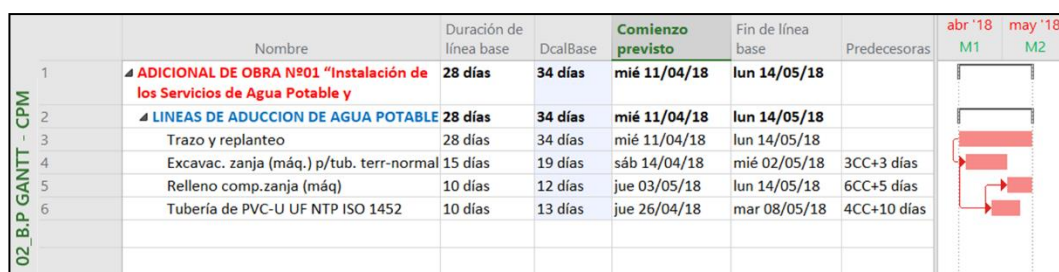 02_B.P GANTT - CPM
Nombre Duración de línea base DcalBase Comienzo previsto Fin de línea base Predecesoras abr '18 M1 may '18 M2
1 ADICIONAL DE OBRA Nº01 “Instalación de los Servicios de Agua Potable y 28 días 34 días mié 11/04/18 lun 14/05/18
2 LINEAS DE ADUCCION DE AGUA POTABLE 28 días 34 días mié 11/04/18 lun 14/05/18
3 Trazo y replanteo 28 días 34 días mié 11/04/18 lun 14/05/18
4 Excavac. zanja (máq.) p/tub. terr-normal 15 días 19 días sáb 14/04/18 mié 02/05/18 3CC+3 días
5 Relleno comp.zanja (máq) 10 días 12 días jue 03/05/18 lun 14/05/18 6CC+5 días
6 Tubería de PVC-U UF NTP ISO 1452 10 días 13 días jue 26/04/18 mar 08/05/18 4CC+10 días